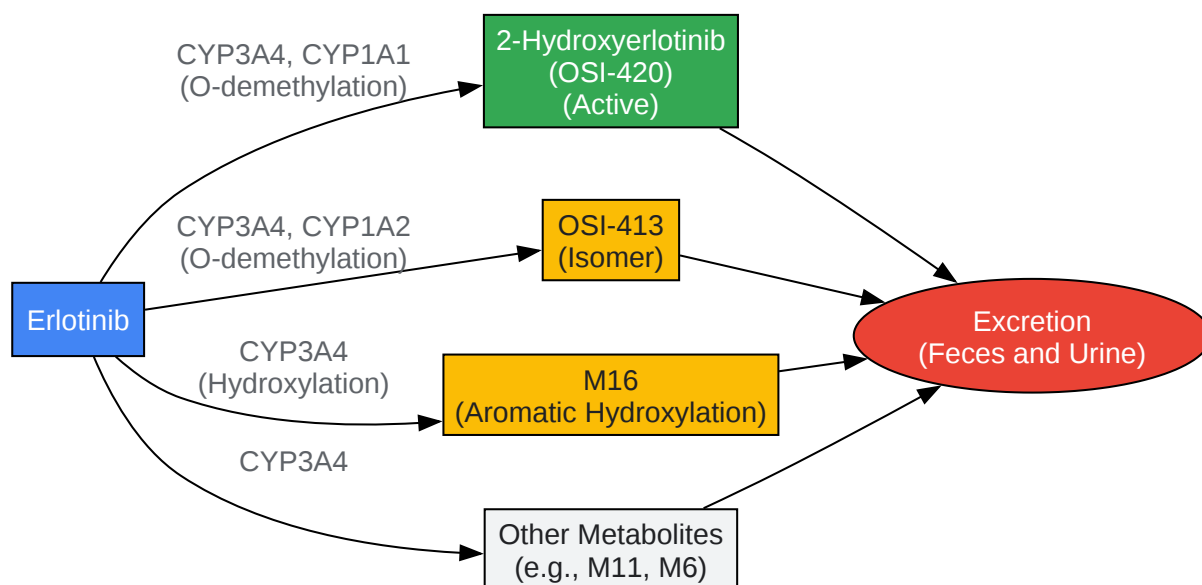 CYP3A4, CYP1A1
(O-demethylation)
2-Hydroxyerlotinib
(OSI-420)
(Active)
CYP3A4, CYP1A2
(O-demethylation)
OSI-413
(Isomer)
Erlotinib
Excretion
(Feces and Urine)
CYP3A4
(Hydroxylation)
M16
(Aromatic Hydroxylation)
CYP3A4
Other Metabolites
(e.g., M11, M6)